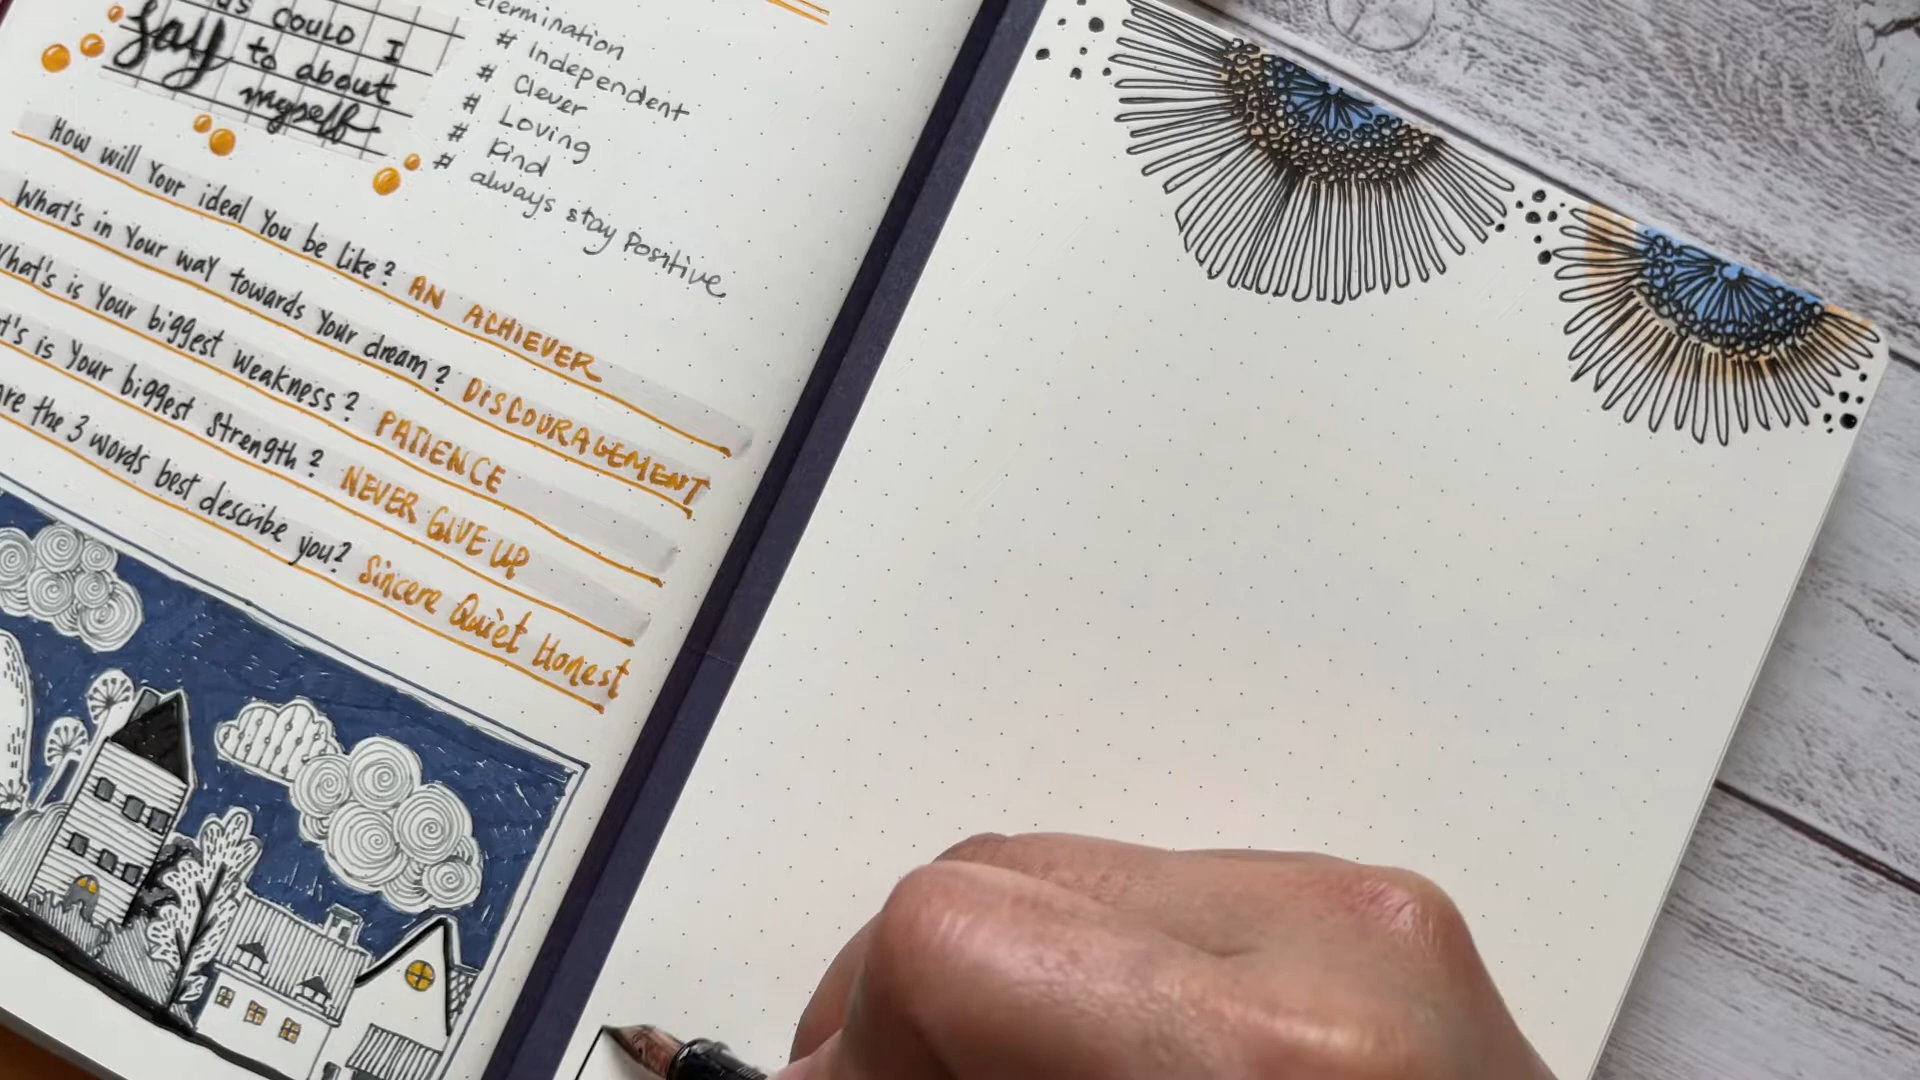 COULD I
say to about
myself
# independent
# Clever
# Loving
# Kind
# always stay Positive
How will Your ideal You be like? AN ACHIEVER
What's in Your way towards Your dream? DISCOURAGEMENT
What's is Your biggest weakness? PATIENCE
is Your biggest Strength? NEVER GIVE UP
the 3 words best describe you? Sincere Quiet Honest